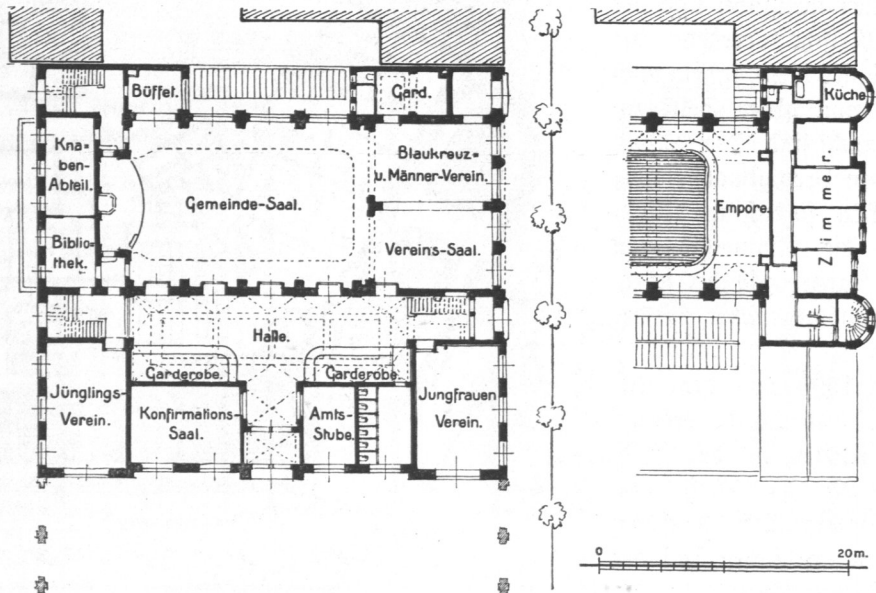 Büffet.
Gard.
Küche
Kna=
ben-
Abteil.
Gemeinde-Saal.
Blaukreuz=
u. Männer-Verein.
Empore.
Zimmer.
Biblio=
thek.
Vereins-Saal.
Halle.
Garderobe.
Garderobe.
Jünglings-
Verein.
Konfirmations-
Saal.
Amts-
Stube.
Jungfrauen
Verein.
0
20 m.